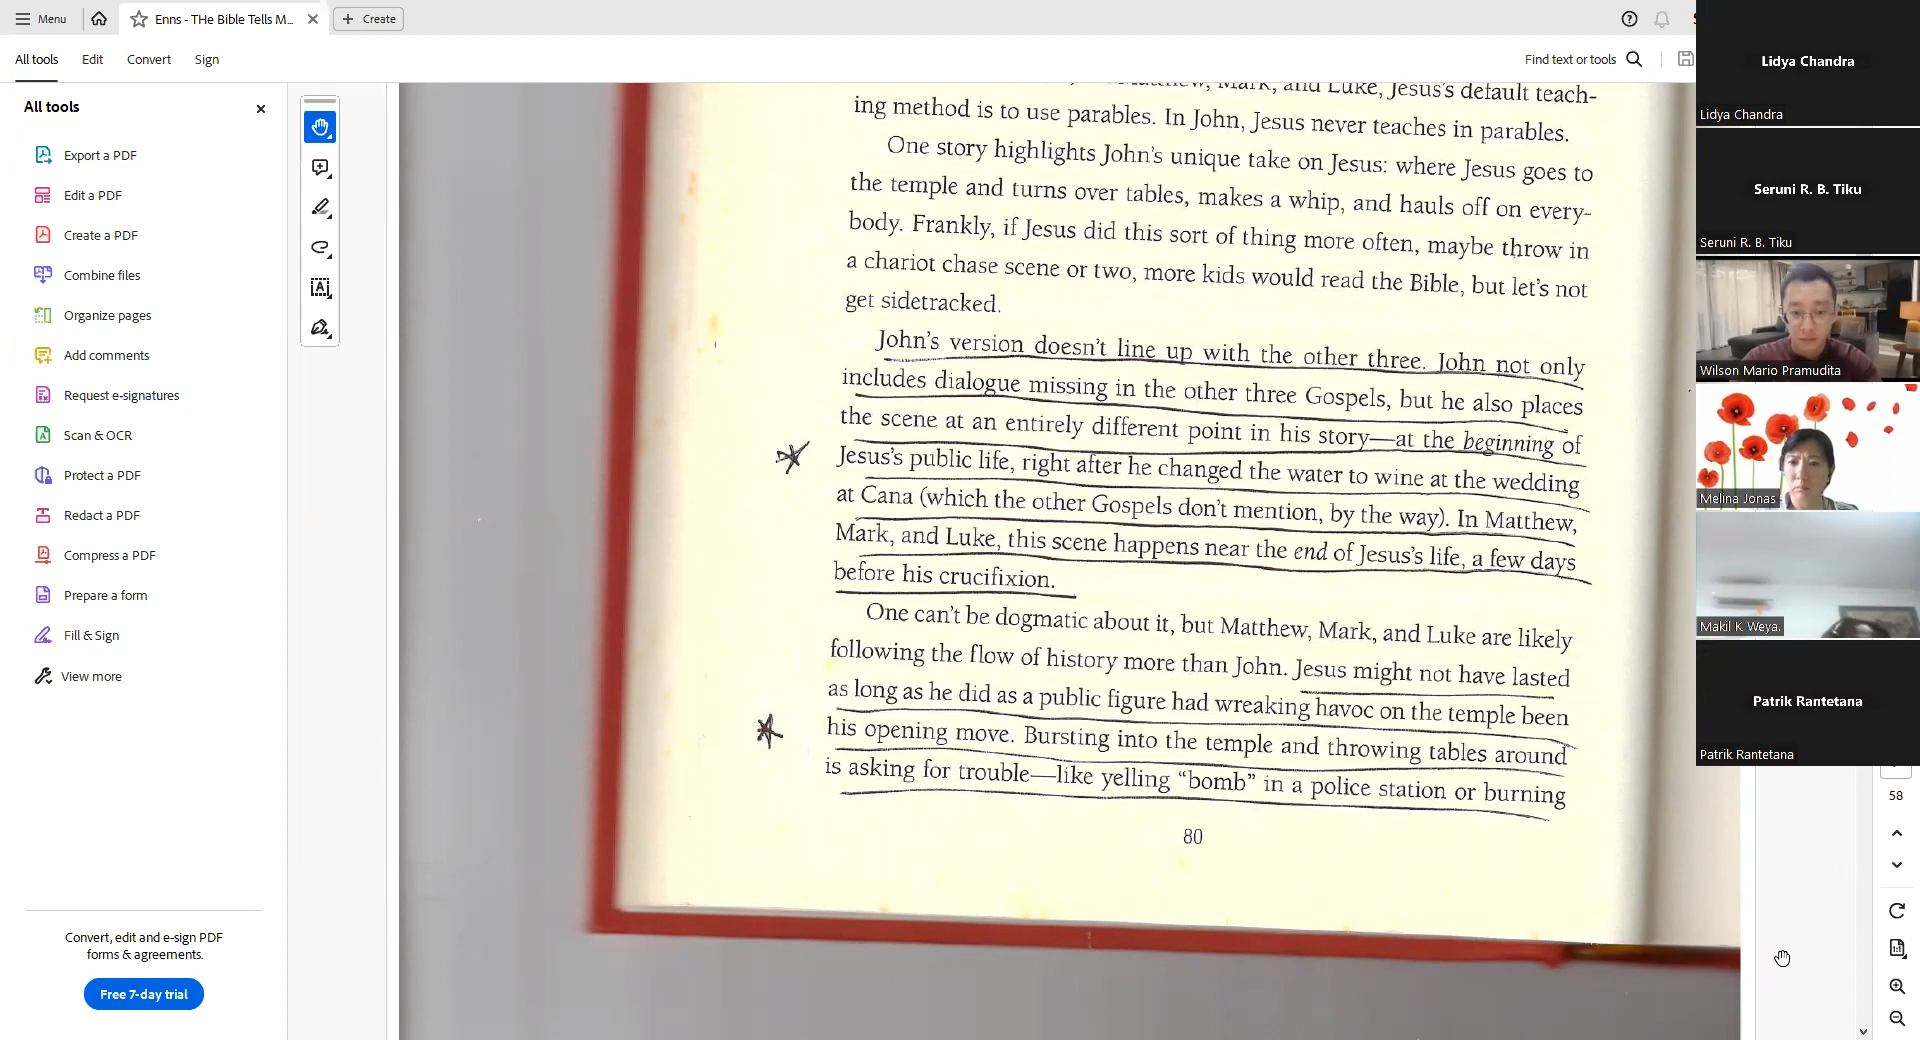 Menu
Enns - THe Bible Tells M...
Create
All tools
Edit
Convert
Sign
Find text or tools
All tools
Export a PDF
Edit a PDF
Create a PDF
Combine files
Organize pages
Add comments
Request e-signatures
Scan & OCR
Protect a PDF
Redact a PDF
Compress a PDF
Prepare a form
Fill & Sign
View more
Convert, edit and e-sign PDF
forms & agreements.
Free 7-day trial
Mark, and Luke, Jesus's default teach-
ing method is to use parables. In John, Jesus never teaches in parables.
One story highlights John's unique take on Jesus: where Jesus goes to
the temple and turns over tables, makes a whip, and hauls off on every-
body. Frankly, if Jesus did this sort of thing more often, maybe throw in
a chariot chase scene or two, more kids would read the Bible, but let's not
get sidetracked.
John's version doesn't line up with the other three. John not only
includes dialogue missing in the other three Gospels, but he also places
the scene at an entirely different point in his story—at the beginning of
Jesus's public life, right after he changed the water to wine at the wedding
at Cana (which the other Gospels don't mention, by the way). In Matthew,
Mark, and Luke, this scene happens near the end of Jesus's life, a few days
before his crucifixion.
One can't be dogmatic about it, but Matthew, Mark, and Luke are likely
following the flow of history more than John. Jesus might not have lasted
as long as he did as a public figure had wreaking havoc on the temple been
his opening move. Bursting into the temple and throwing tables around
is asking for trouble—like yelling “bomb” in a police station or burning
80
Lidya Chandra
Lidya Chandra
Seruni R. B. Tiku
Seruni R. B. Tiku
Wilson Mario Pramudita
Melina Jonas
Makil K Weya.
Patrik Rantetana
Patrik Rantetana
58